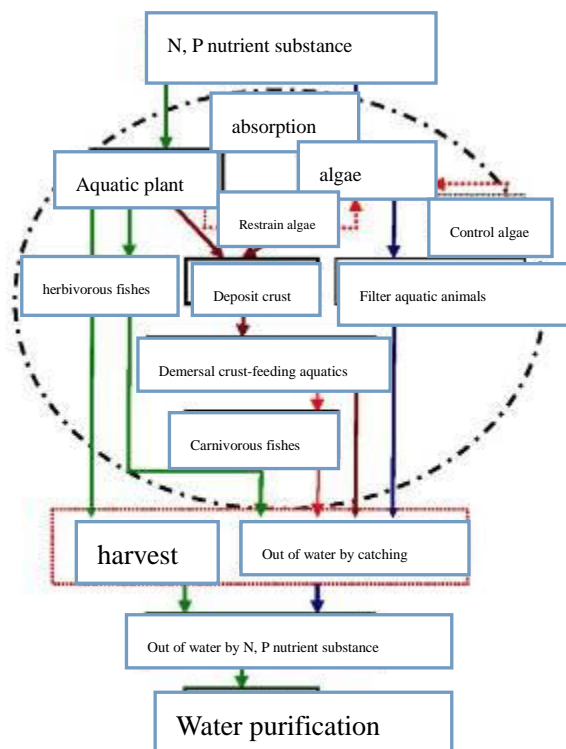 N, P nutrient substance
absorption
algae
Aquatic plant
Restrain algae
Control algae
herbivorous fishes
Deposit crust
Filter aquatic animals
Demersal crust-feeding aquatics
Carnivorous fishes
harvest
Out of water by catching
Out of water by N, P nutrient substance
Water purification